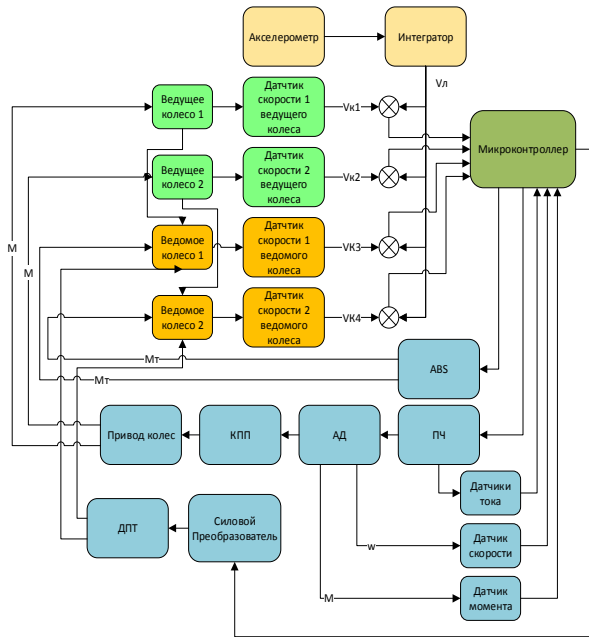 Акселерометр
Интегратор
Vл
Ведущее
колесо 1
Датчик
скорости 1
ведущего
колеса
Vк1
Микроконтроллер
Ведущее
колесо 2
Датчик
скорости 2
ведущего
колеса
Vк2
М
М
Ведомое
колесо 1
Датчик
скорости 1
ведомого
колеса
VК3
Ведомое
колесо 2
Датчик
скорости 2
ведомого
колеса
VК4
Мт
Мт
ABS
Привод колес
КПП
АД
ПЧ
Датчики
тока
ДПТ
Силовой
Преобразователь
w
Датчик
скорости
М
Датчик
момента